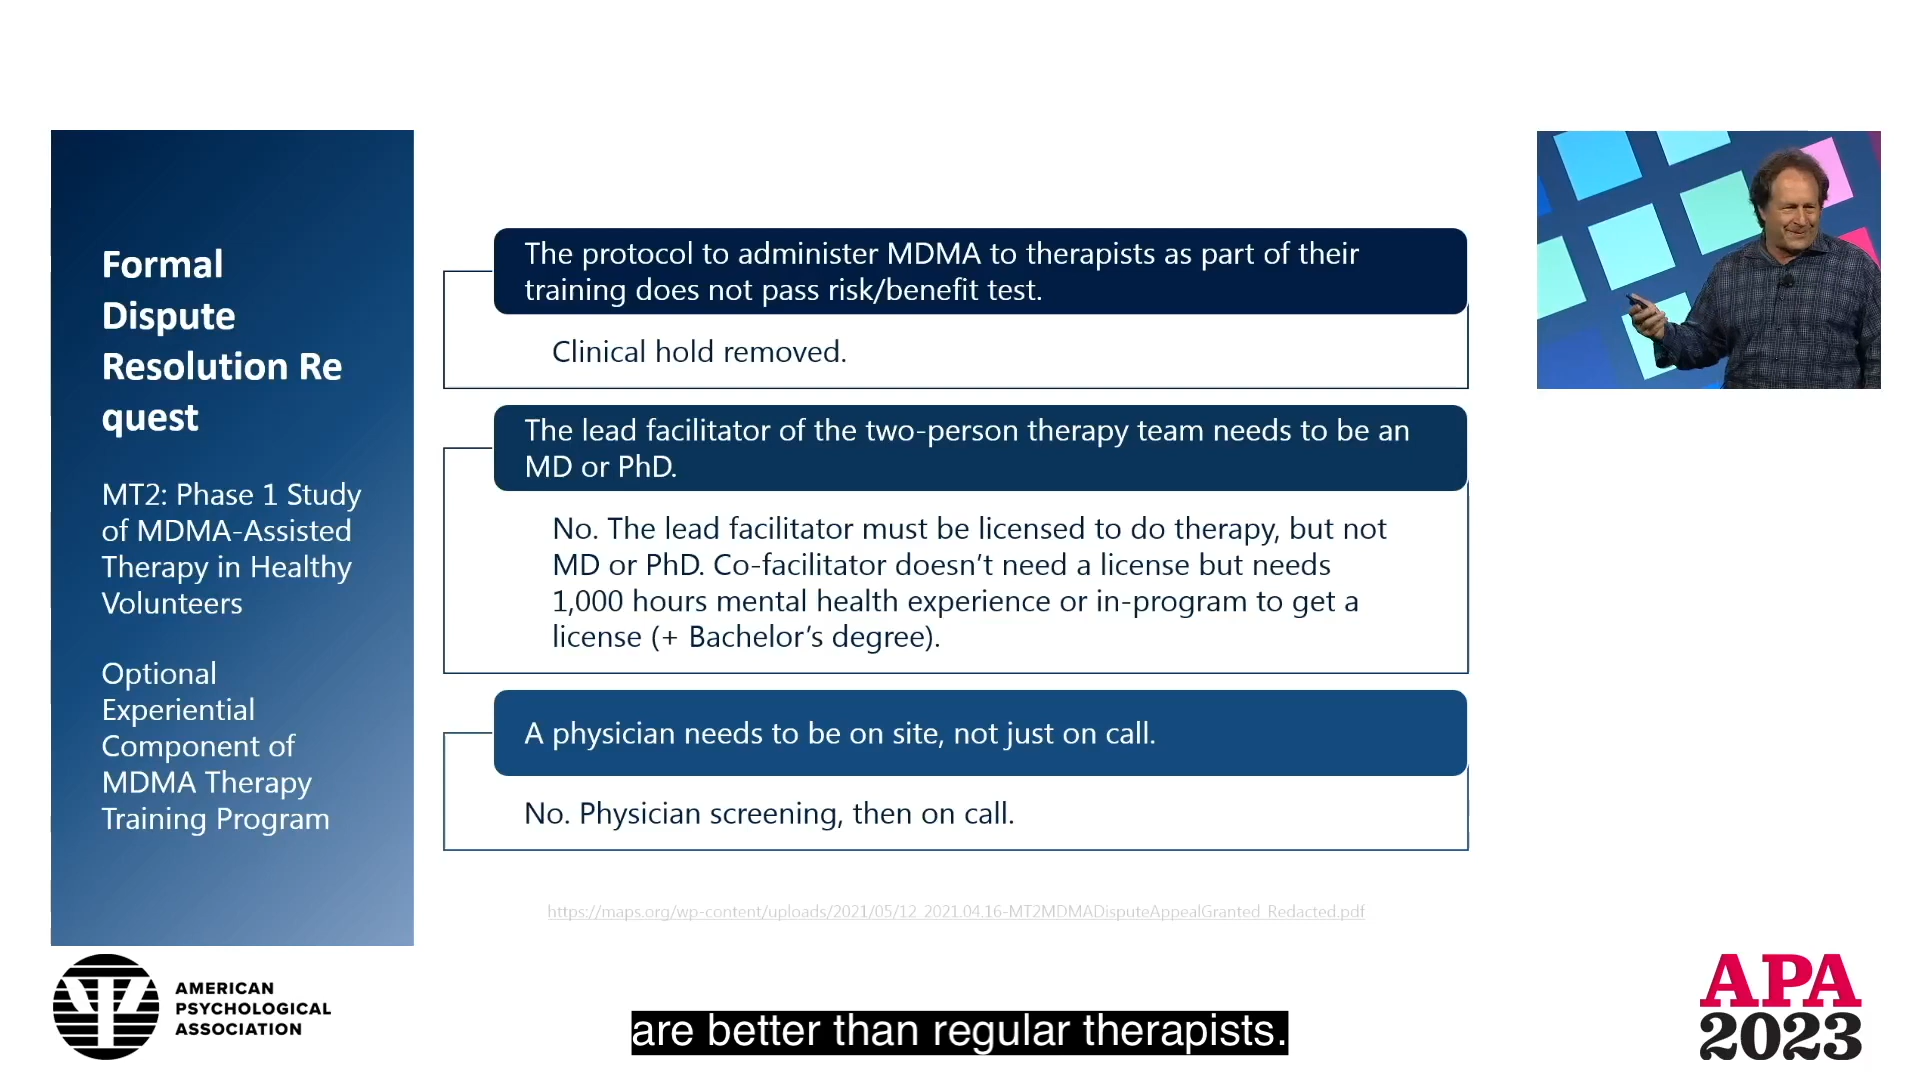 Formal
Dispute
Resolution Re
quest
MT2: Phase 1 Study
of MDMA-Assisted
Therapy in Healthy
Volunteers
Optional
Experiential
Component of
MDMA Therapy
Training Program
The protocol to administer MDMA to therapists as part of their
training does not pass risk/benefit test.
Clinical hold removed.
The lead facilitator of the two-person therapy team needs to be an
MD or PhD.
No. The lead facilitator must be licensed to do therapy, but not
MD or PhD. Co-facilitator doesn’t need a license but needs
1,000 hours mental health experience or in-program to get a
license (+ Bachelor’s degree).
A physician needs to be on site, not just on call.
No. Physician screening, then on call.
https://maps.org/wp-content/uploads/2021/05/12_2021.04.16-MT2MDMADisputeAppealGranted_Redacted.pdf
AMERICAN
PSYCHOLOGICAL
ASSOCIATION
are better than regular therapists.
APA
2023